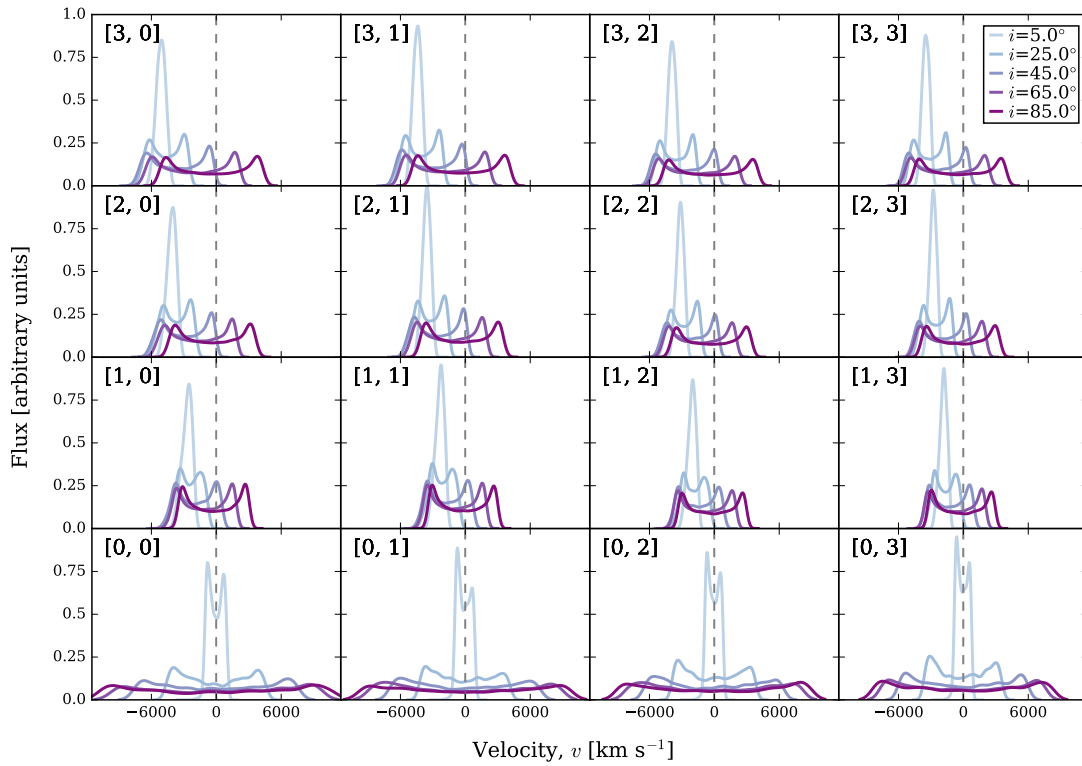 [3, 0] [3, 1] [3, 2] [3, 3]
i=5.0°
i=25.0°
i=45.0°
i=65.0°
i=85.0°
1.0
0.75
0.5
0.25
0.0
[2, 0] [2, 1] [2, 2] [2, 3]
0.75
0.5
0.25
0.0
[1, 0] [1, 1] [1, 2] [1, 3]
0.75
0.5
0.25
0.0
[0, 0] [0, 1] [0, 2] [0, 3]
0.75
0.5
0.25
0.0
−6000 0 6000 −6000 0 6000 −6000 0 6000 −6000 0 6000
Flux [arbitrary units]
Velocity, v [km s⁻¹]